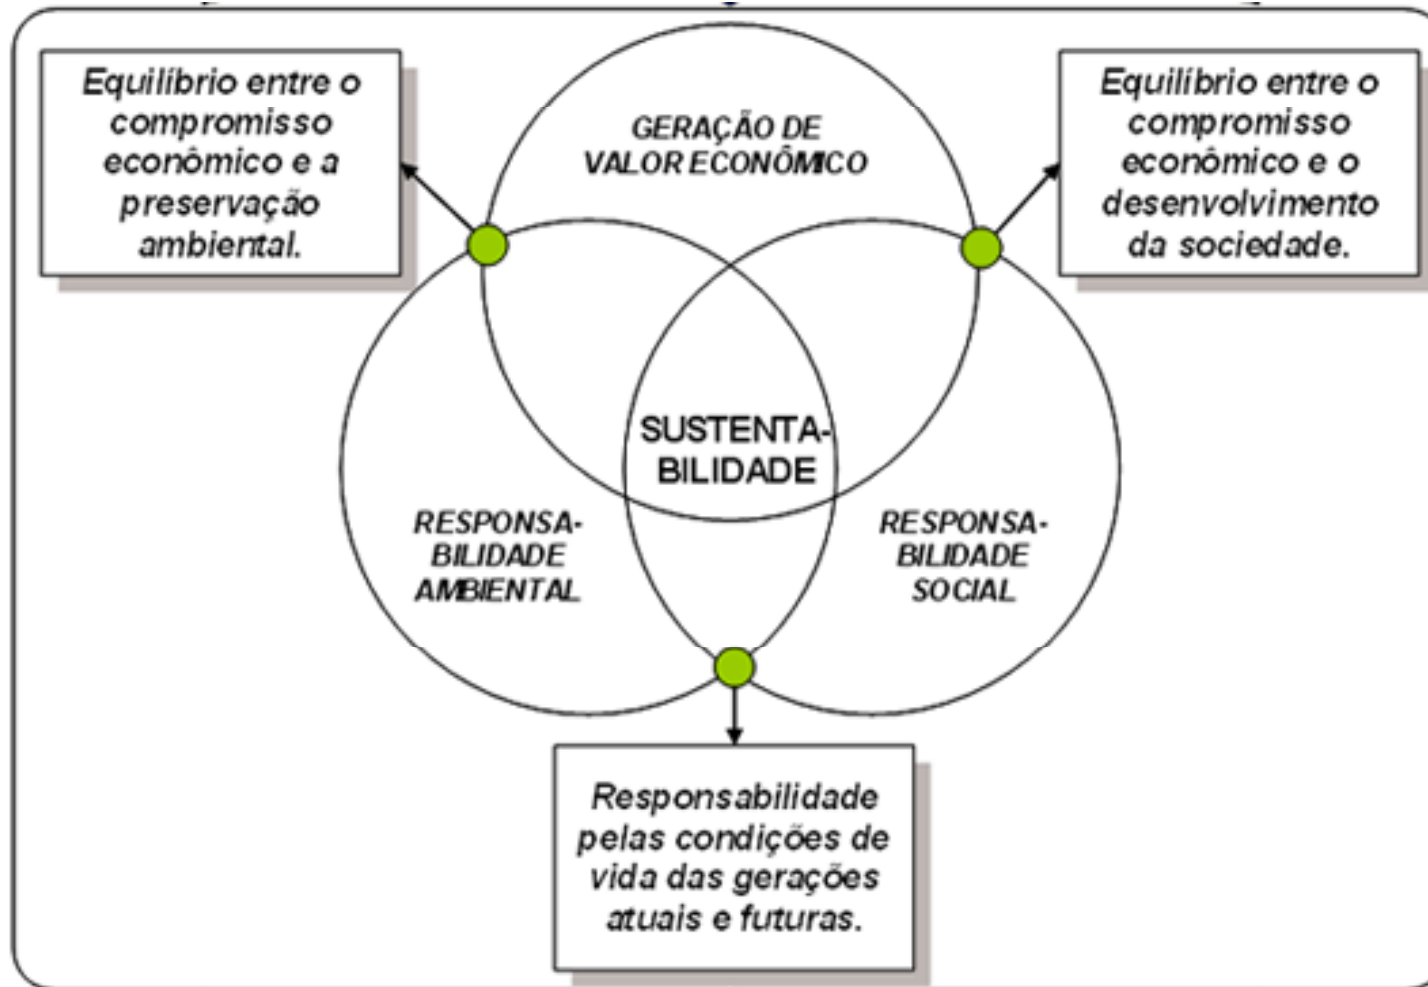 Equilíbrio entre o
compromisso
econômico e a
preservação
ambiental.
GERAÇÃO DE
VALOR ECONÔMICO
Equilíbrio entre o
compromisso
econômico e o
desenvolvimento
da sociedade.
SUSTENTA-
BILIDADE
RESPONSA-
BILIDADE
AMBIENTAL
RESPONSA-
BILIDADE
SOCIAL
Responsabilidade
pelas condições de
vida das gerações
atuais e futuras.